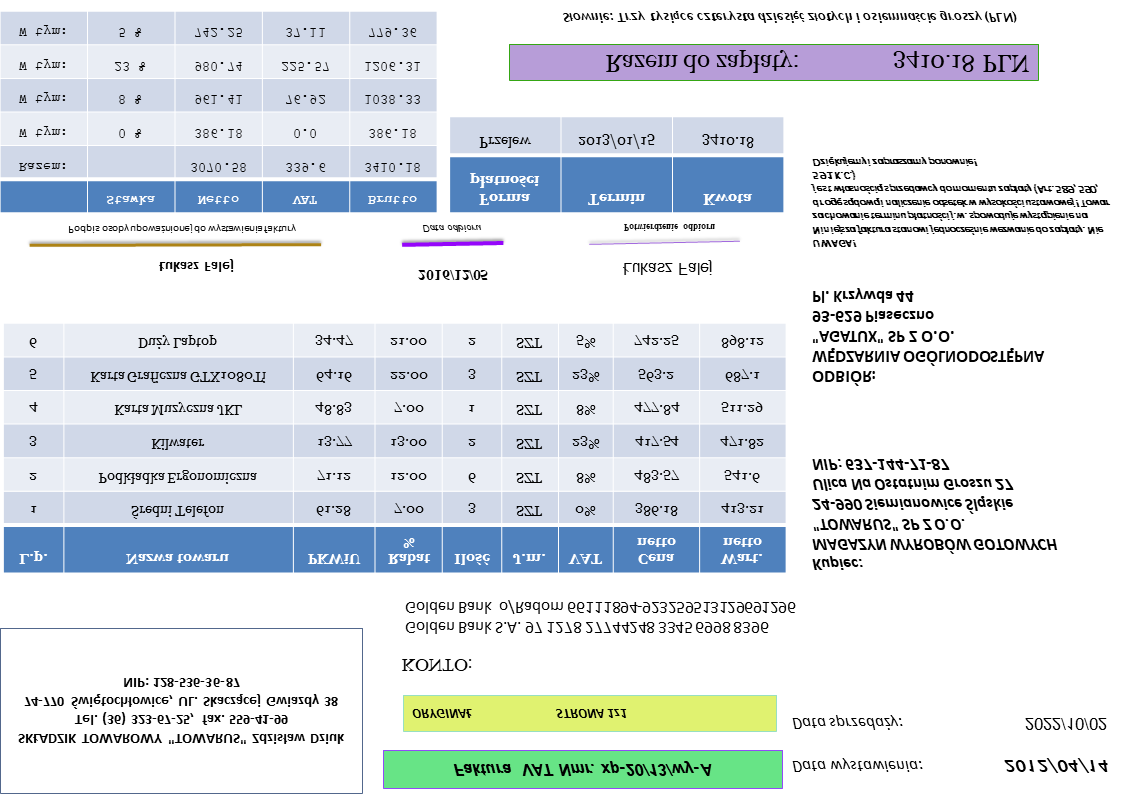 SKŁADZIK TOWAROWY "TOWARUS" Zdzisław Dziuk
Tel. (36) 323-67-25, fax. 559-41-99
74-770 Świętochłowice, UL. Skaczącej Gwiazdy 38
NIP: 128-536-36-87
Faktura VAT Nmr. xp-20/13/wy-A
ORYGINAŁ STRONA 1z1
Data wystawienia: 2012/04/14
Data sprzedaży: 2022/10/02
KONTO:
Golden Bank S.A. 97 1278 27744248 3345 6998 8396
Golden Bank o/Radom 66111894-923259513129691296
Kupiec:
MAGAZYN WYROBÓW GOTOWYCH
"TOWARUS" SP Z O.O.
24-990 Siemianowice Śląskie
Ulica Na Ostatnim Groszu 27
NIP: 637-144-71-87
ODBIÓR:
WĘDZARNIA OGÓLNODOSTĘPNA
"AGATUX" SP Z O.O.
93-629 Piaseczno
Pl. Krzywda 44
L.p. Nazwa towaru PKWiU Rabat % Ilość J.m. VAT Cena netto Wart. netto
1 Średni Telefon 61.28 7.00 3 SZT 0% 386.18 413.21
2 Podkładka Ergonomiczna 71.12 12.00 6 SZT 8% 483.57 541.6
3 Kilwater 13.77 13.00 2 SZT 23% 417.54 471.82
4 Karta Muzyczna JKL 48.83 7.00 1 SZT 8% 477.84 511.29
5 Karta Graficzna GTX1080Ti 64.16 22.00 3 SZT 23% 563.2 687.1
6 Duży Laptop 34.47 21.00 2 SZT 5% 742.25 898.12
Łukasz Falej
Podpis osoby upoważnionej do wystawienia faktury
2016/12/05
Data odbioru
Łukasz Falej
Potwierdzenie odbioru
UWAGA!
Niniejsza faktura stanowi jednocześnie wezwanie do zapłaty. Nie
zachowanie terminu płatności j.w. spowoduje wystąpienie na
drogę sądową i naliczenie odsetek w wysokości ustawowej! Towar
jest własnością sprzedawcy do momentu zapłaty (Art. 589, 590,
591 K.C.)
Dziękujemy i zapraszamy ponownie!
Stawka Netto VAT Brutto
Razem: 3070.58 339.6 3410.18
W tym: 0 % 386.18 0.0 386.18
W tym: 8 % 961.41 76.92 1038.33
W tym: 23 % 980.74 225.57 1206.31
W tym: 5 % 742.25 37.11 779.36
Forma płatności Termin Kwota
Przelew 2013/01/15 3410.18
Razem do zapłaty: 3410.18 PLN
Słownie: Trzy tysiące czterysta dziesięć złotych i osiemnaście groszy (PLN)